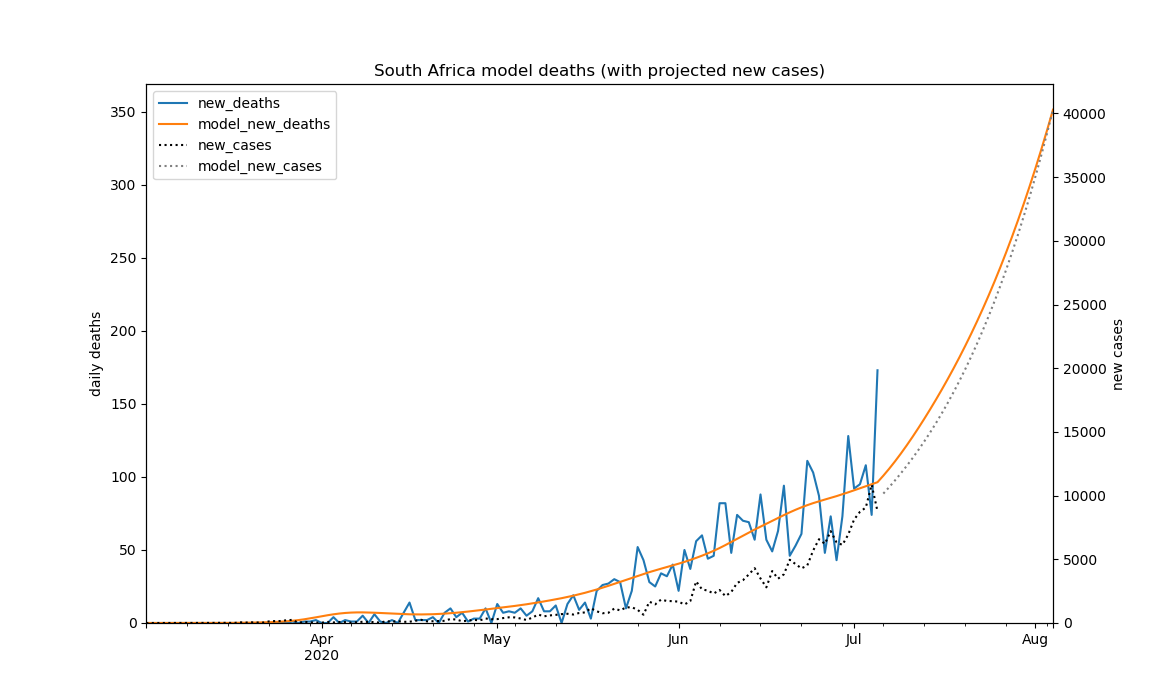 South Africa model deaths (with projected new cases)
new_deaths
model_new_deaths
new_cases
model_new_cases
350
300
250
200
150
100
50
0
daily deaths
40000
35000
30000
25000
20000
15000
10000
5000
0
new cases
Apr
2020
May
Jun
Jul
Aug